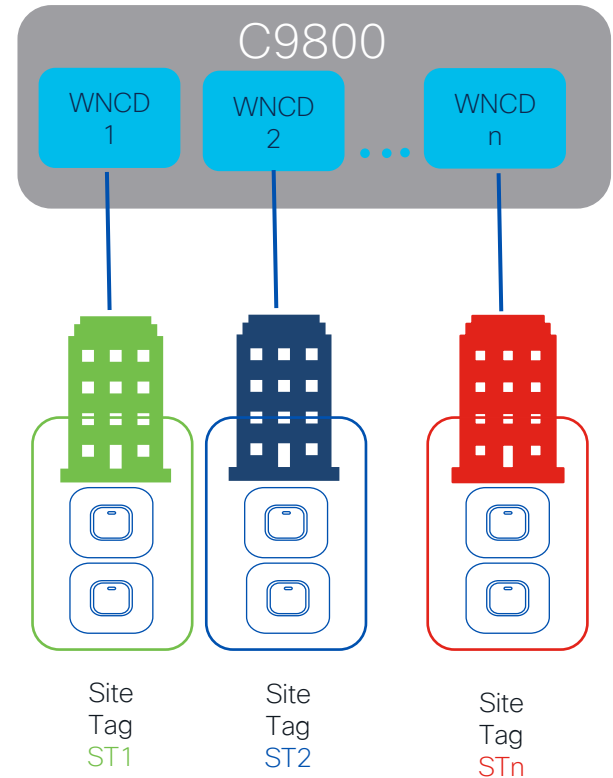 C9800
WNCD
1
WNCD
2
...
WNCD
n
Site
Tag
ST1
Site
Tag
ST2
Site
Tag
STn